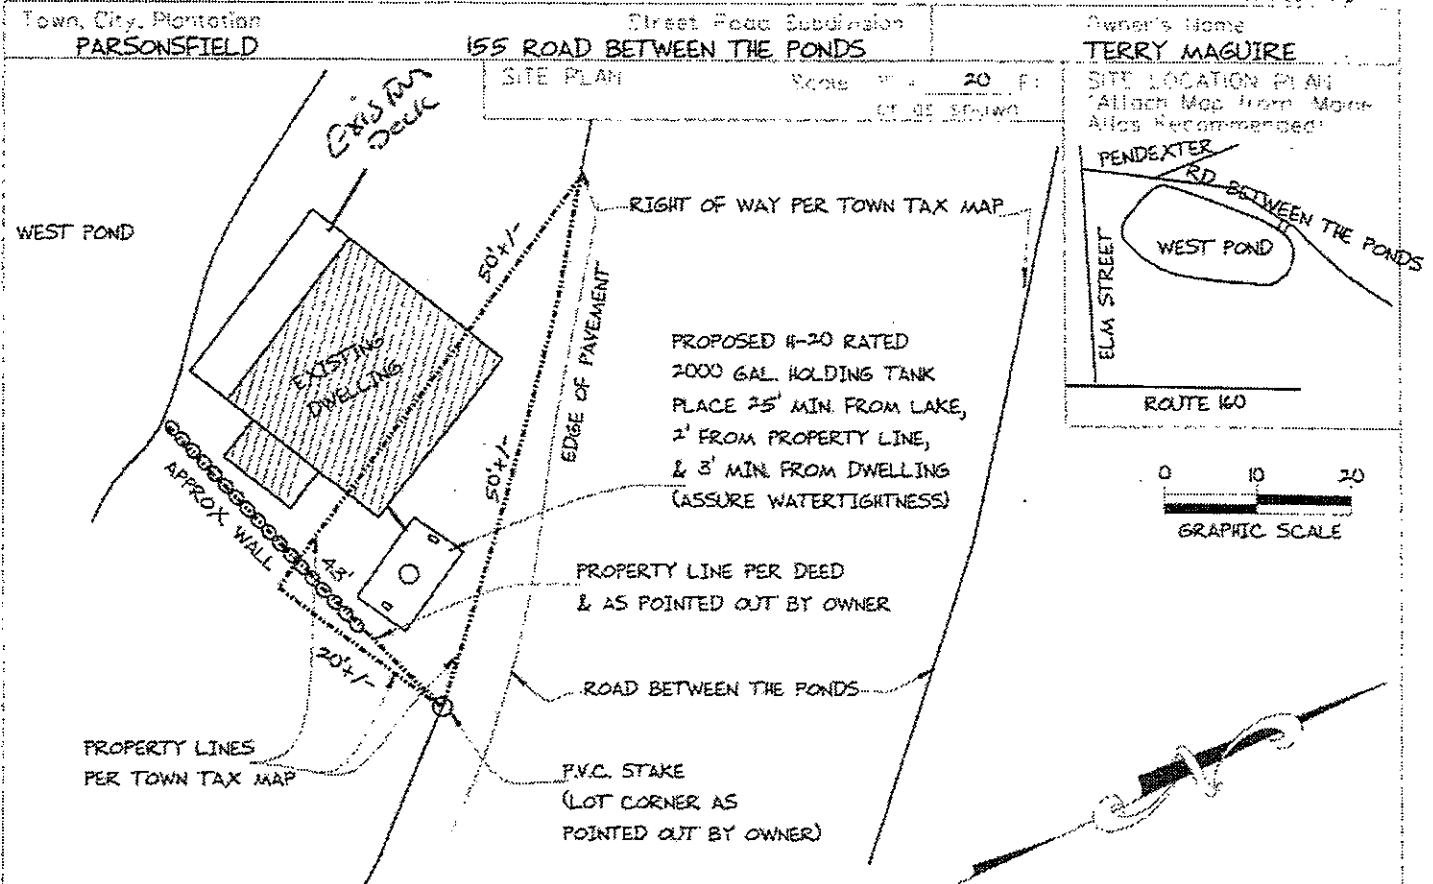 Town, City, Plantation
PARSONSFIELD
Street Road Subdivision
155 ROAD BETWEEN THE PONDS
Owner's Name
TERRY MAGUIRE
SITE PLAN
Scale 1" = 20 Ft.
or as shown
SITE LOCATION PLAN
(Attach Map from Maine
Atlas Recommended)
Existing
Deck
WEST POND
50'+/-
50'+/-
EXISTING
DWELLING
APPROX WALL
43'
20'+/-
EDGE OF PAVEMENT
RIGHT OF WAY PER TOWN TAX MAP
PROPOSED H-20 RATED
2000 GAL. HOLDING TANK
PLACE 25' MIN. FROM LAKE,
2' FROM PROPERTY LINE,
& 3' MIN. FROM DWELLING
(ASSURE WATERTIGHTNESS)
PROPERTY LINE PER DEED
& AS POINTED OUT BY OWNER
ROAD BETWEEN THE PONDS
PROPERTY LINES
PER TOWN TAX MAP
P.V.C. STAKE
(LOT CORNER AS
POINTED OUT BY OWNER)
PENDEXTER
RD. BETWEEN THE PONDS
WEST POND
ELM STREET
ROUTE 160
0 10 20
GRAPHIC SCALE
N